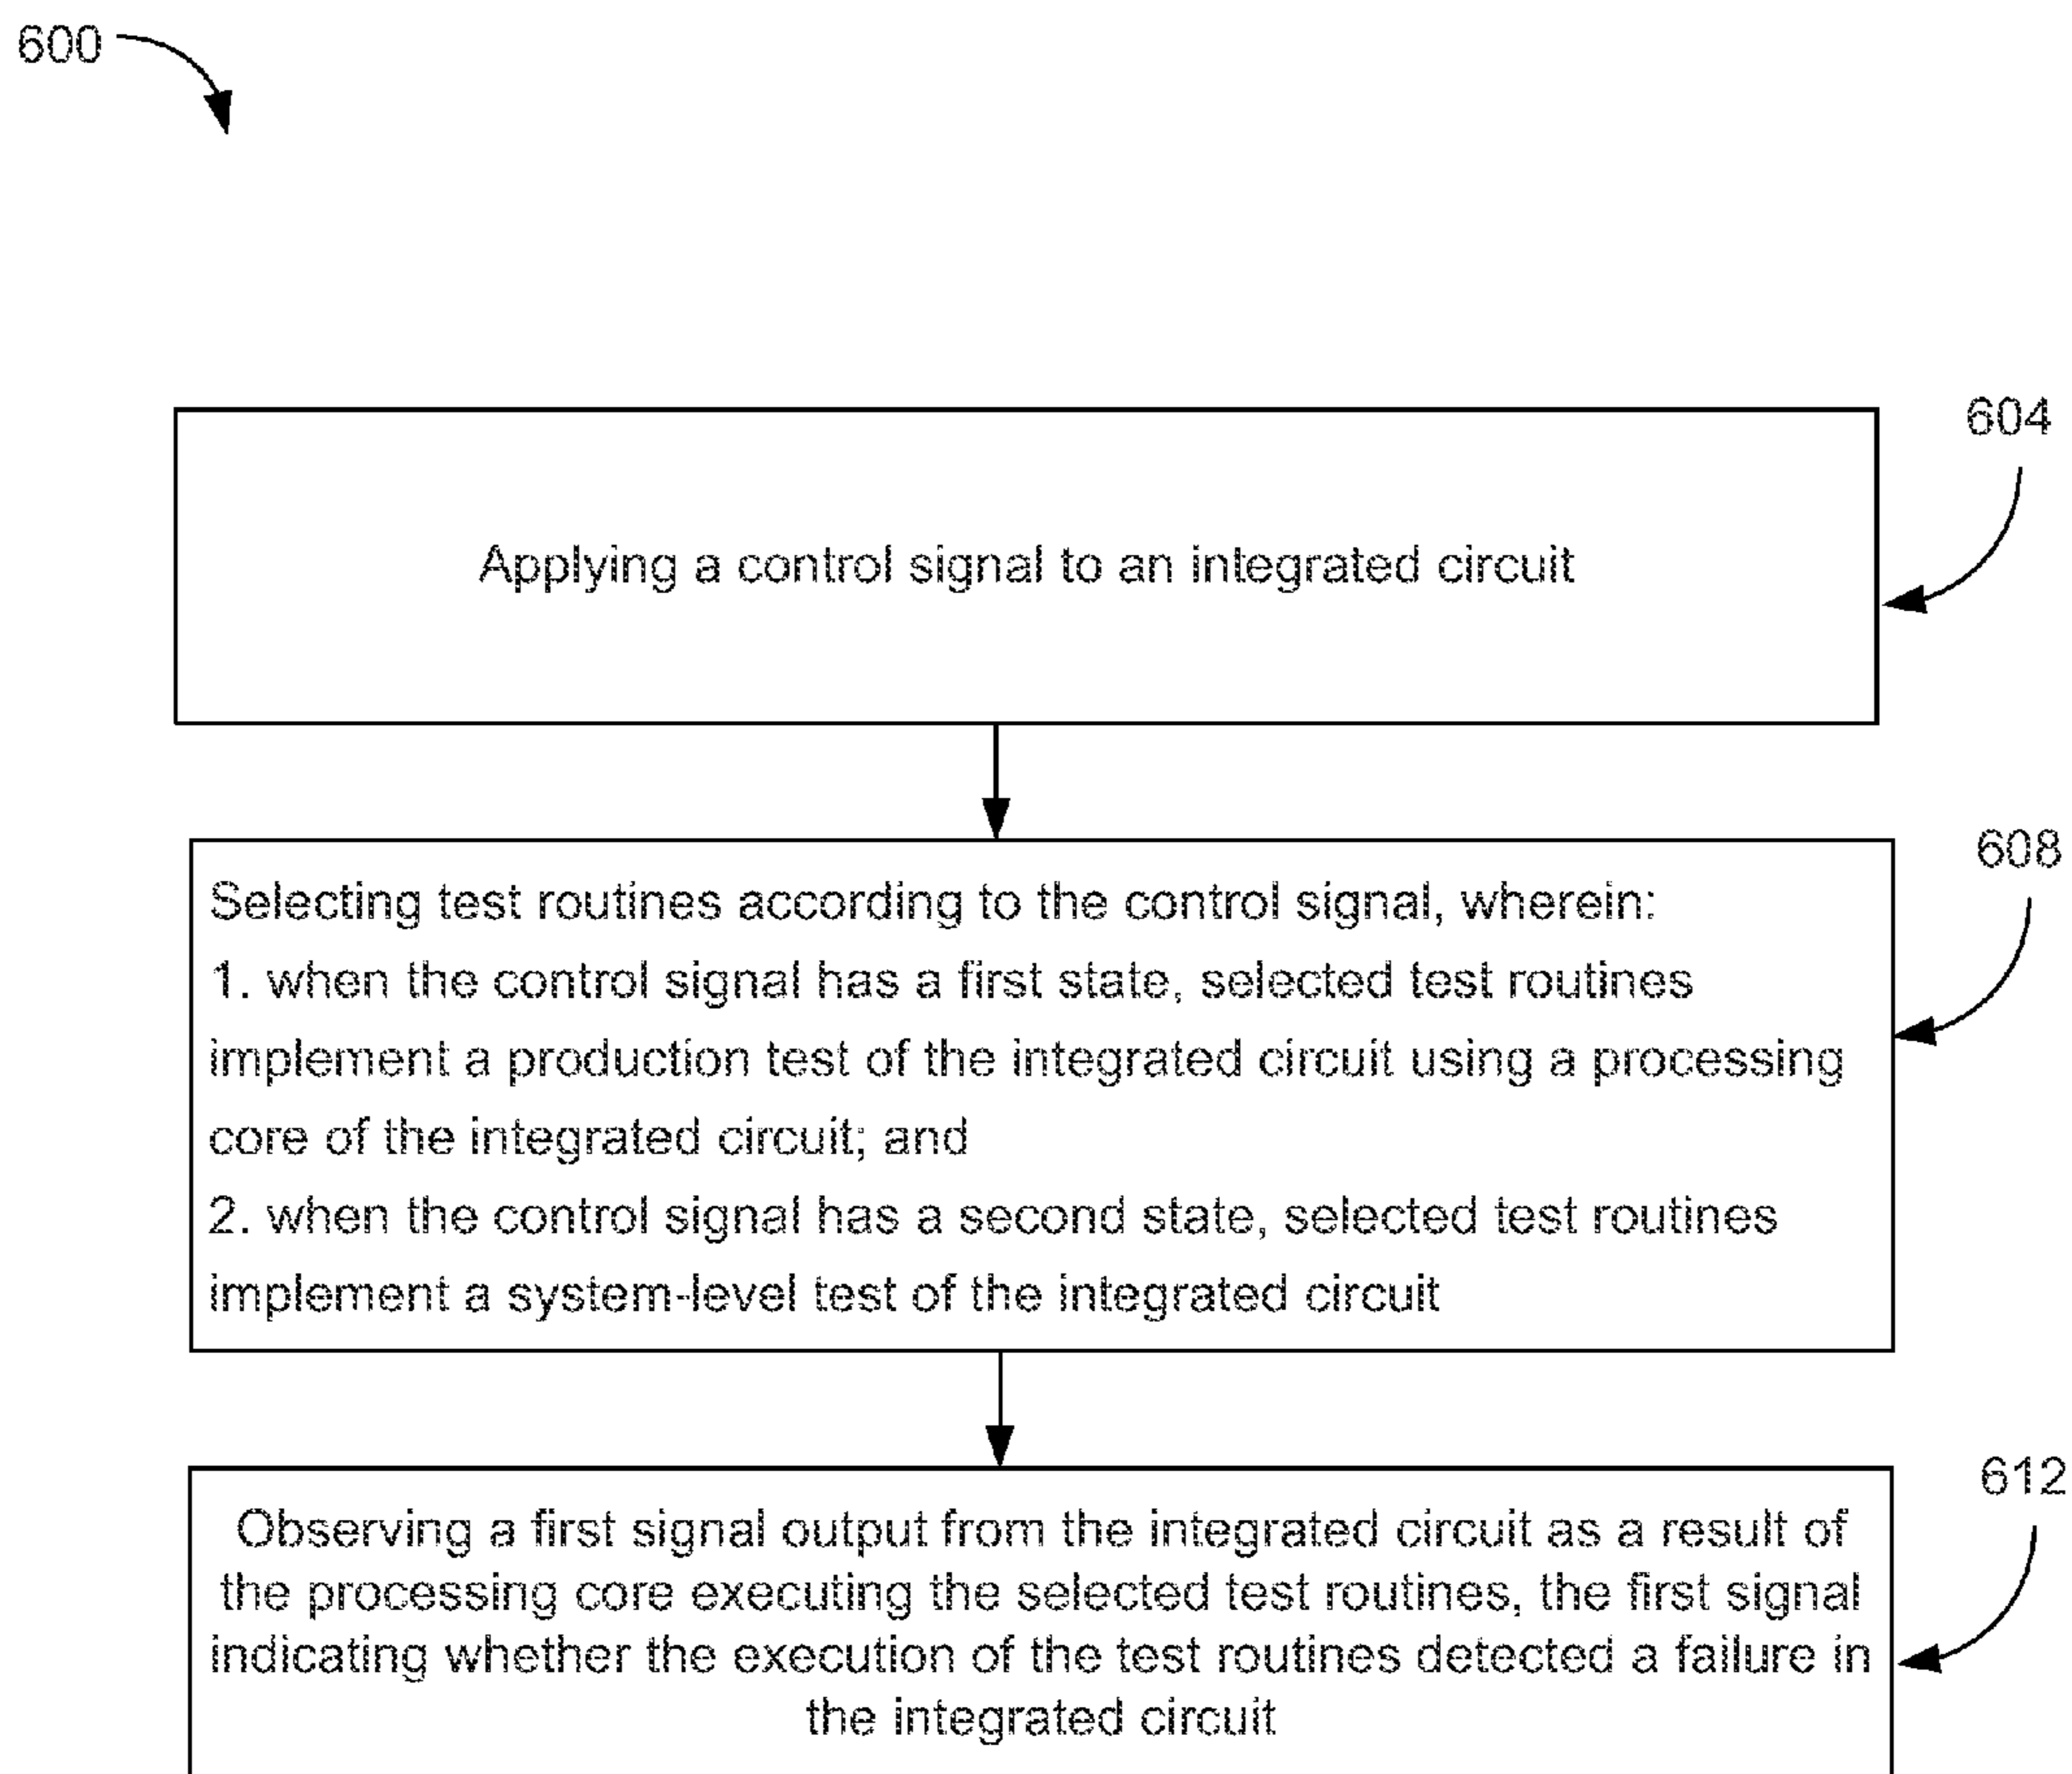 600
604
Applying a control signal to an integrated circuit
608
Selecting test routines according to the control signal, wherein:
1. when the control signal has a first state, selected test routines
implement a production test of the integrated circuit using a processing
core of the integrated circuit; and
2. when the control signal has a second state, selected test routines
implement a system-level test of the integrated circuit
612
Observing a first signal output from the integrated circuit as a result of
the processing core executing the selected test routines, the first signal
indicating whether the execution of the test routines detected a failure in
the integrated circuit